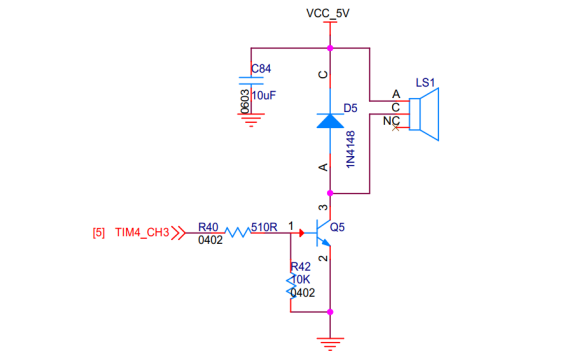 VCC_5V
C84
10uF
0603
C
D5
1N4148
A
LS1
A
C
NC
3
[5] TIM4_CH3
R40
510R
0402
1
Q5
2
R42
10K
0402